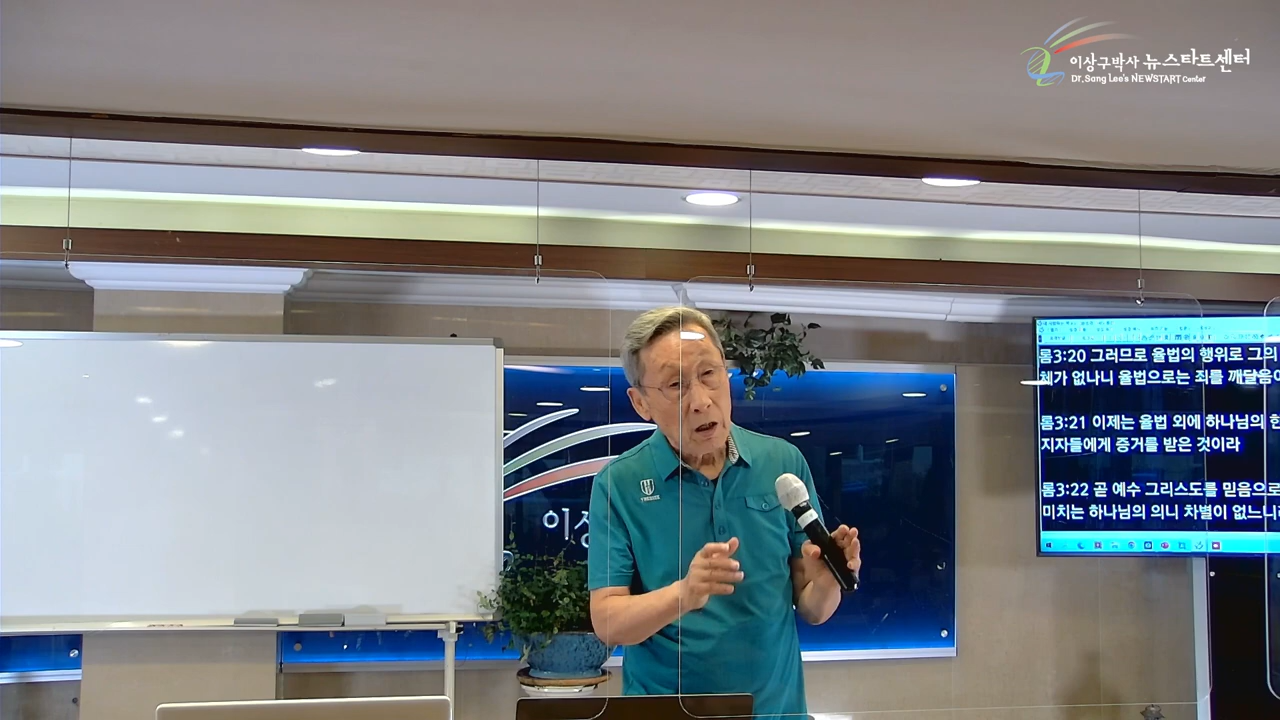 이상구박사 뉴스타트센터
Dr. Sang Lee's NEWSTART Center
롬3:20 그러므로 율법의 행위로 그의
체가 없나니 율법으로는 죄를 깨달음이
롬3:21 이제는 율법 외에 하나님의 한
지자들에게 증거를 받은 것이라
롬3:22 곧 예수 그리스도를 믿음으로
미치는 하나님의 의니 차별이 없느니라
이상